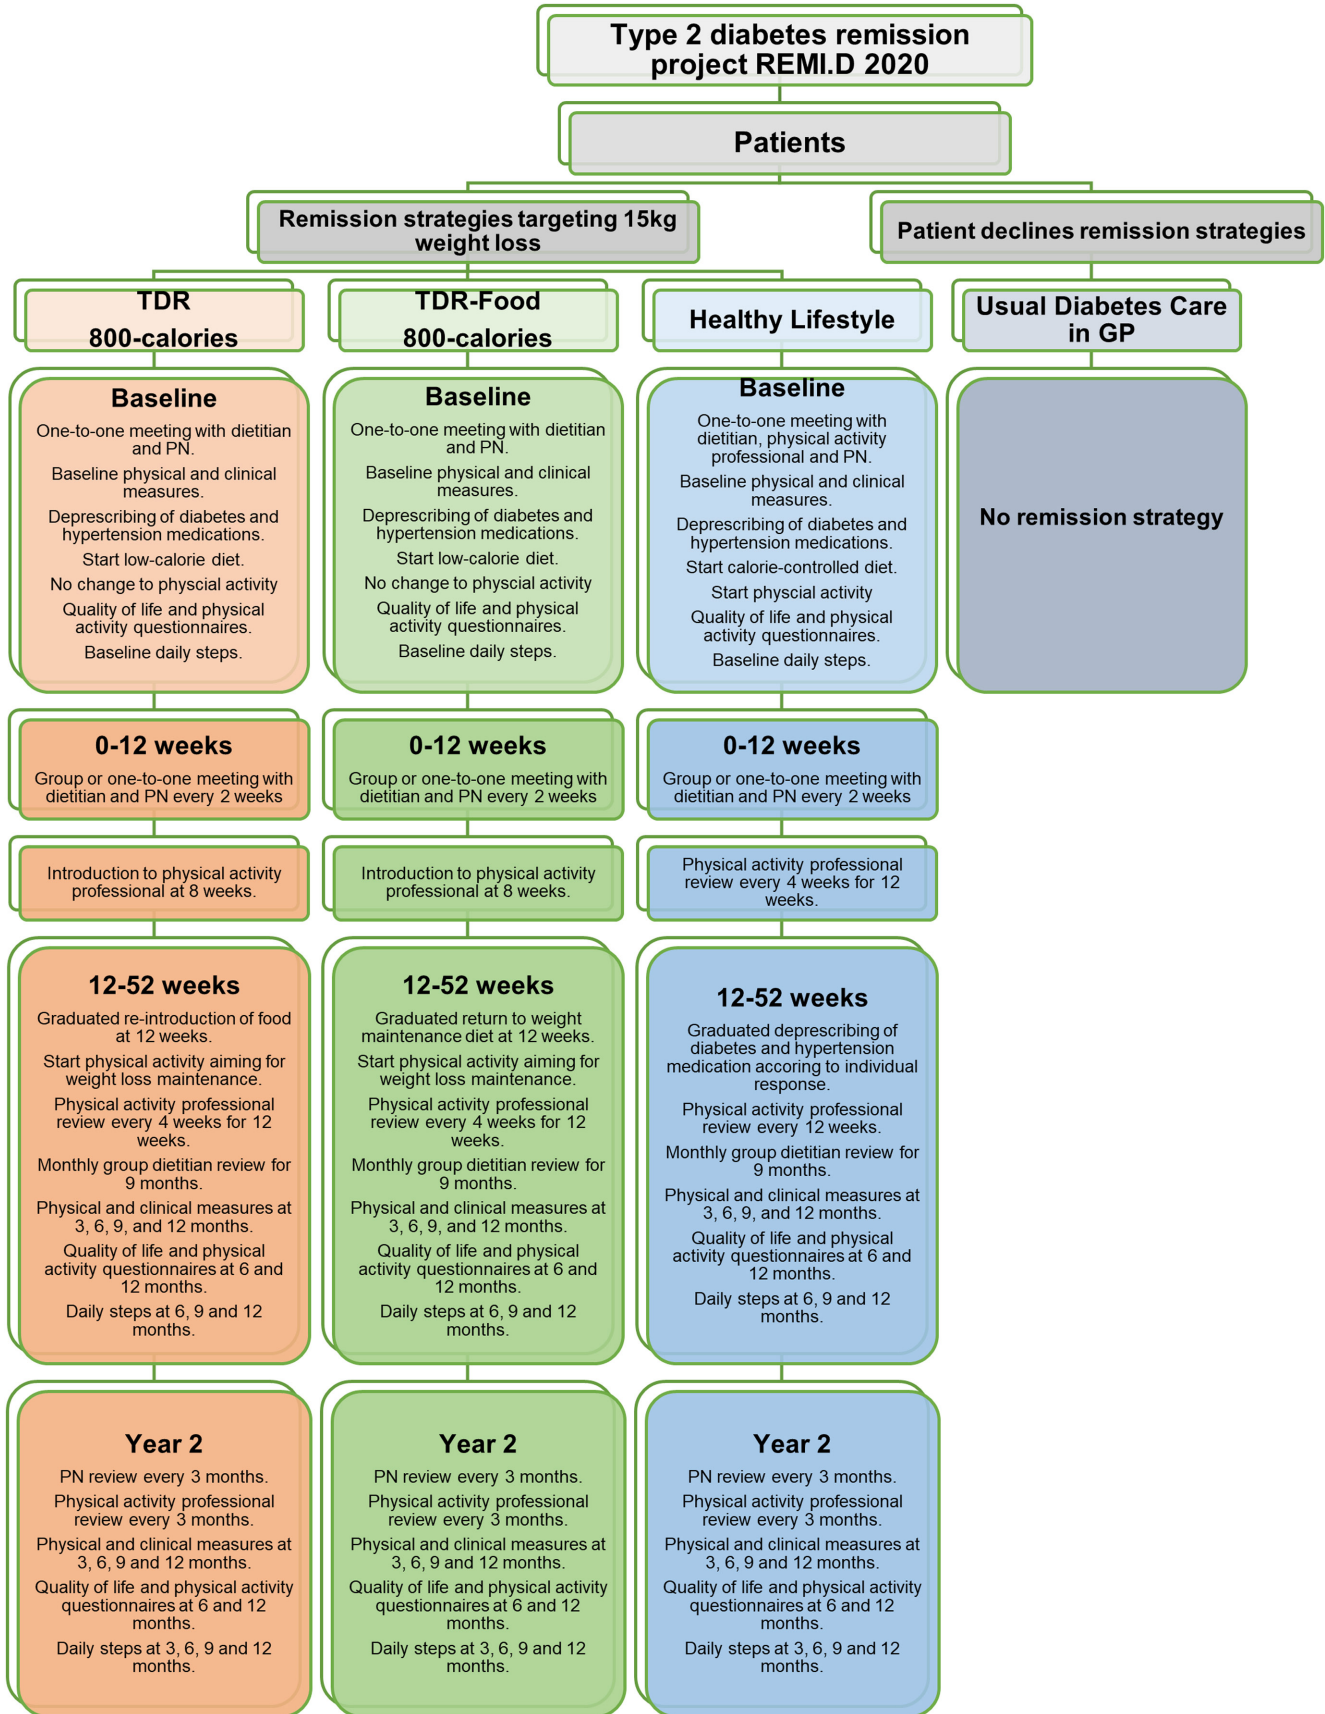 Type 2 diabetes remission
project REMI.D 2020
Patients
Remission strategies targeting 15kg
weight loss
Patient declines remission strategies
TDR
800-calories
TDR-Food
800-calories
Healthy Lifestyle
Usual Diabetes Care
in GP
Baseline
One-to-one meeting with dietitian
and PN.
Baseline physical and clinical
measures.
Deprescribing of diabetes and
hypertension medications.
Start low-calorie diet.
No change to physcial activity
Quality of life and physical
activity questionnaires.
Baseline daily steps.
Baseline
One-to-one meeting with dietitian
and PN.
Baseline physical and clinical
measures.
Deprescribing of diabetes and
hypertension medications.
Start low-calorie diet.
No change to physcial activity
Quality of life and physical
activity questionnaires.
Baseline daily steps.
Baseline
One-to-one meeting with
dietitian, physical activity
professional and PN.
Baseline physical and clinical
measures.
Deprescribing of diabetes and
hypertension medications.
Start calorie-controlled diet.
Start physcial activity
Quality of life and physical
activity questionnaires.
Baseline daily steps.
No remission strategy
0-12 weeks
Group or one-to-one meeting with
dietitian and PN every 2 weeks
0-12 weeks
Group or one-to-one meeting with
dietitian and PN every 2 weeks
0-12 weeks
Group or one-to-one meeting with
dietitian and PN every 2 weeks
Introduction to physical activity
professional at 8 weeks.
Introduction to physical activity
professional at 8 weeks.
Physical activity professional
review every 4 weeks for 12
weeks.
12-52 weeks
Graduated re-introduction of food
at 12 weeks.
Start physical activity aiming for
weight loss maintenance.
Physical activity professional
review every 4 weeks for 12
weeks.
Monthly group dietitian review for
9 months.
Physical and clinical measures at
3, 6, 9, and 12 months.
Quality of life and physical
activity questionnaires at 6 and
12 months.
Daily steps at 6, 9 and 12
months.
12-52 weeks
Graduated return to weight
maintenance diet at 12 weeks.
Start physical activity aiming for
weight loss maintenance.
Physical activity professional
review every 4 weeks for 12
weeks.
Monthly group dietitian review for
9 months.
Physical and clinical measures at
3, 6, 9, and 12 months.
Quality of life and physical
activity questionnaires at 6 and
12 months.
Daily steps at 6, 9 and 12
months.
12-52 weeks
Graduated deprescribing of
diabetes and hypertension
medication accoring to individual
response.
Physical activity professional
review every 12 weeks.
Monthly group dietitian review for
9 months.
Physical and clinical measures at
3, 6, 9, and 12 months.
Quality of life and physical
activity questionnaires at 6 and
12 months.
Daily steps at 6, 9 and 12
months.
Year 2
PN review every 3 months.
Physical activity professional
review every 3 months.
Physical and clinical measures at
3, 6, 9 and 12 months.
Quality of life and physical activity
questionnaires at 6 and 12
months.
Daily steps at 3, 6, 9 and 12
months.
Year 2
PN review every 3 months.
Physical activity professional
review every 3 months.
Physical and clinical measures at
3, 6, 9 and 12 months.
Quality of life and physical activity
questionnaires at 6 and 12
months.
Daily steps at 3, 6, 9 and 12
months.
Year 2
PN review every 3 months.
Physical activity professional
review every 3 months.
Physical and clinical measures at
3, 6, 9 and 12 months.
Quality of life and physical activity
questionnaires at 6 and 12
months.
Daily steps at 3, 6, 9 and 12
months.